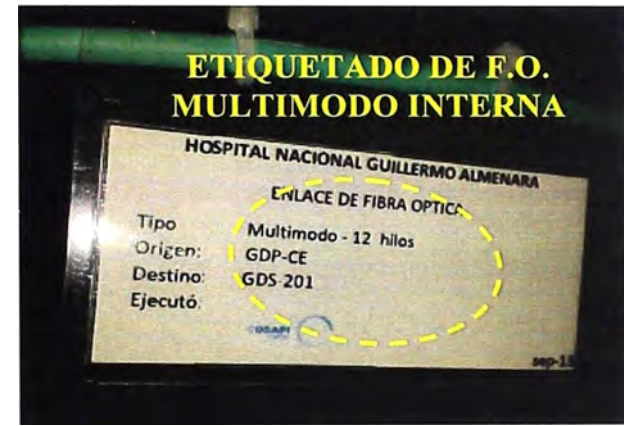 ETIQUETADO DE F.O.
MULTIMODO INTERNA
HOSPITAL NACIONAL GUILLERMO ALMENARA
ENLACE DE FIBRA OPTICA
Tipo Multimodo - 12 hilos
Origen: GDP-CE
Destino: GDS-201
Ejecutó:
COSAPI